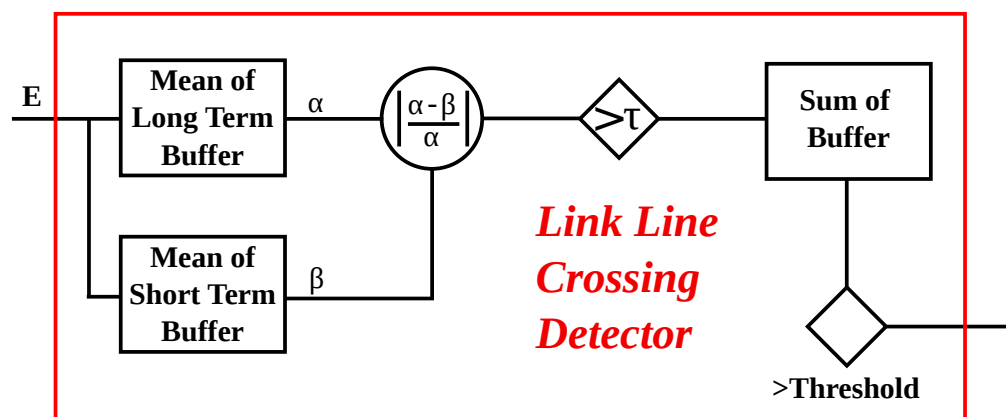 E
Mean of
Long Term
Buffer
α
|α-β
α|
>τ
Sum of
Buffer
Mean of
Short Term
Buffer
β
Link Line
Crossing
Detector
>Threshold